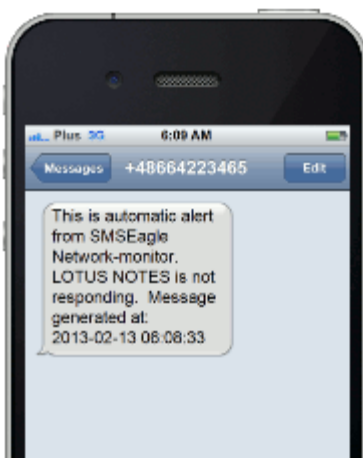 Plus 3G 6:09 AM
Messages +48664223465 Edit
This is automatic alert
from SMSEagle
Network-monitor.
LOTUS NOTES is not
responding. Message
generated at:
2013-02-13 06:08:33